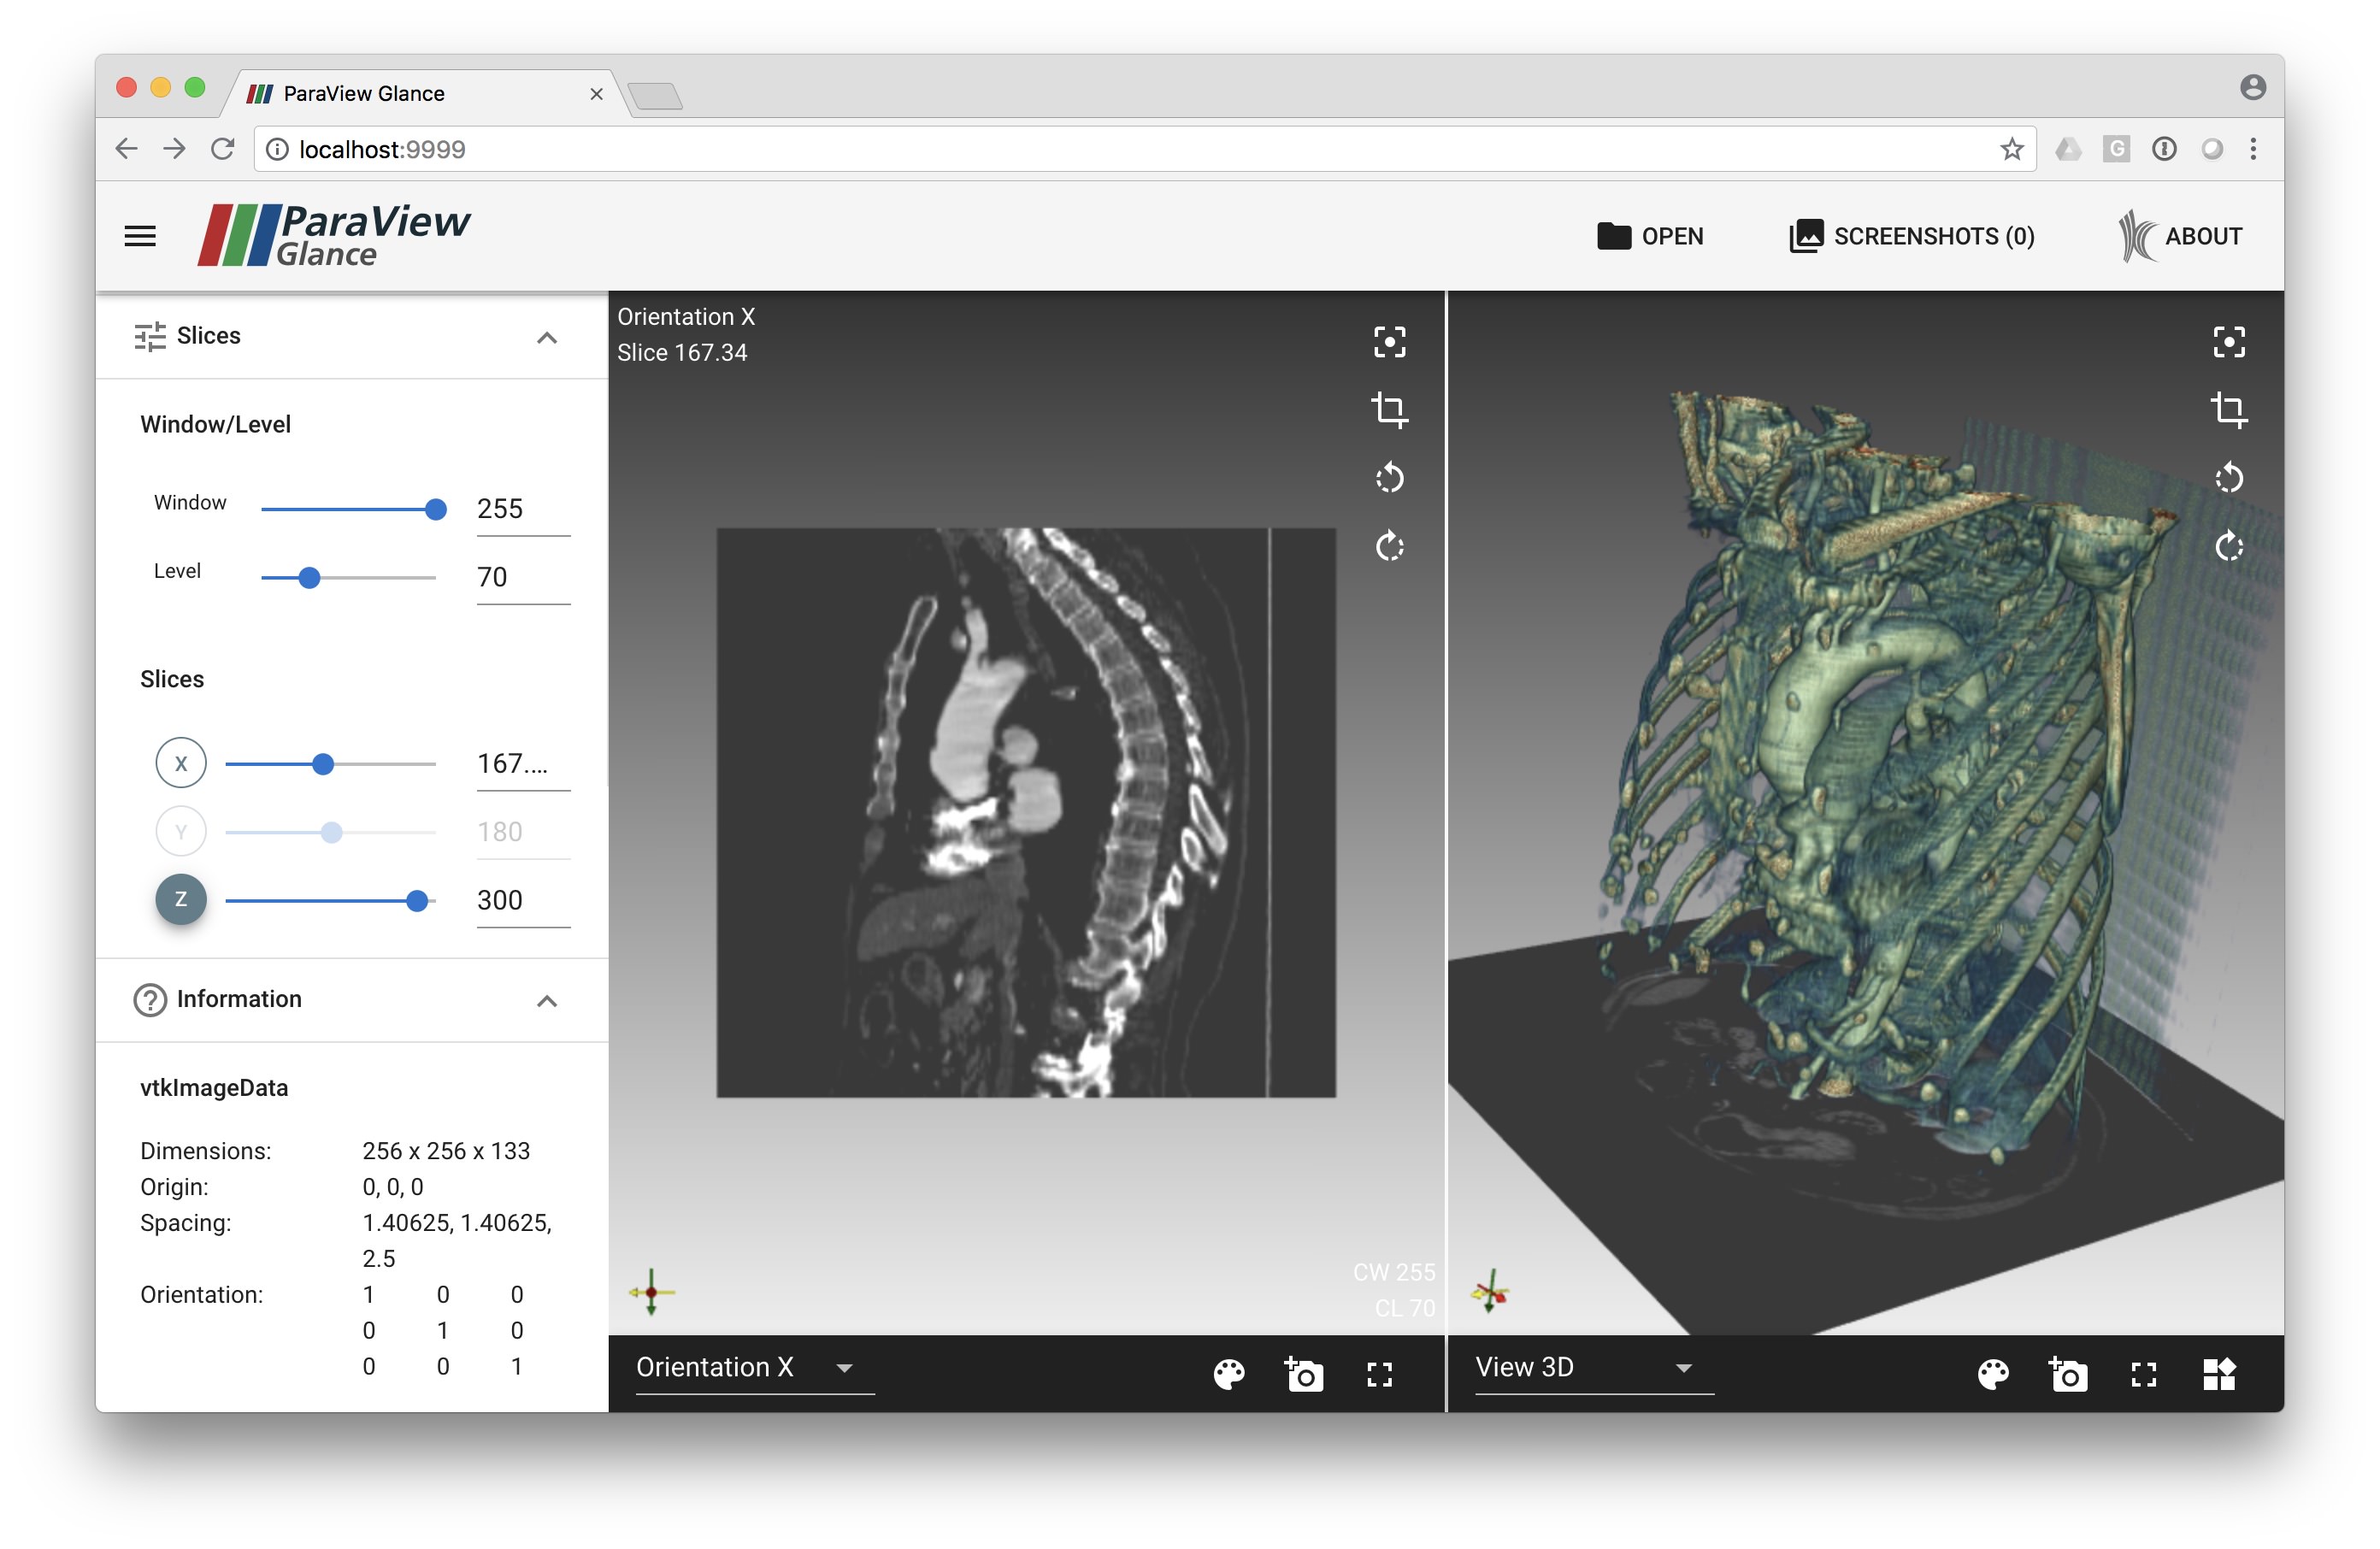 ParaView Glance
localhost:9999
ParaView
Glance
OPEN
SCREENSHOTS (0)
ABOUT
Slices
Window/Level
Window 255
Level 70
Slices
X 167....
Y 180
Z 300
Information
vtkImageData
Dimensions: 256 x 256 x 133
Origin: 0, 0, 0
Spacing: 1.40625, 1.40625,
2.5
Orientation: 1 0 0
0 1 0
0 0 1
Orientation X
Slice 167.34
CW 255
CL 70
Orientation X
View 3D
G